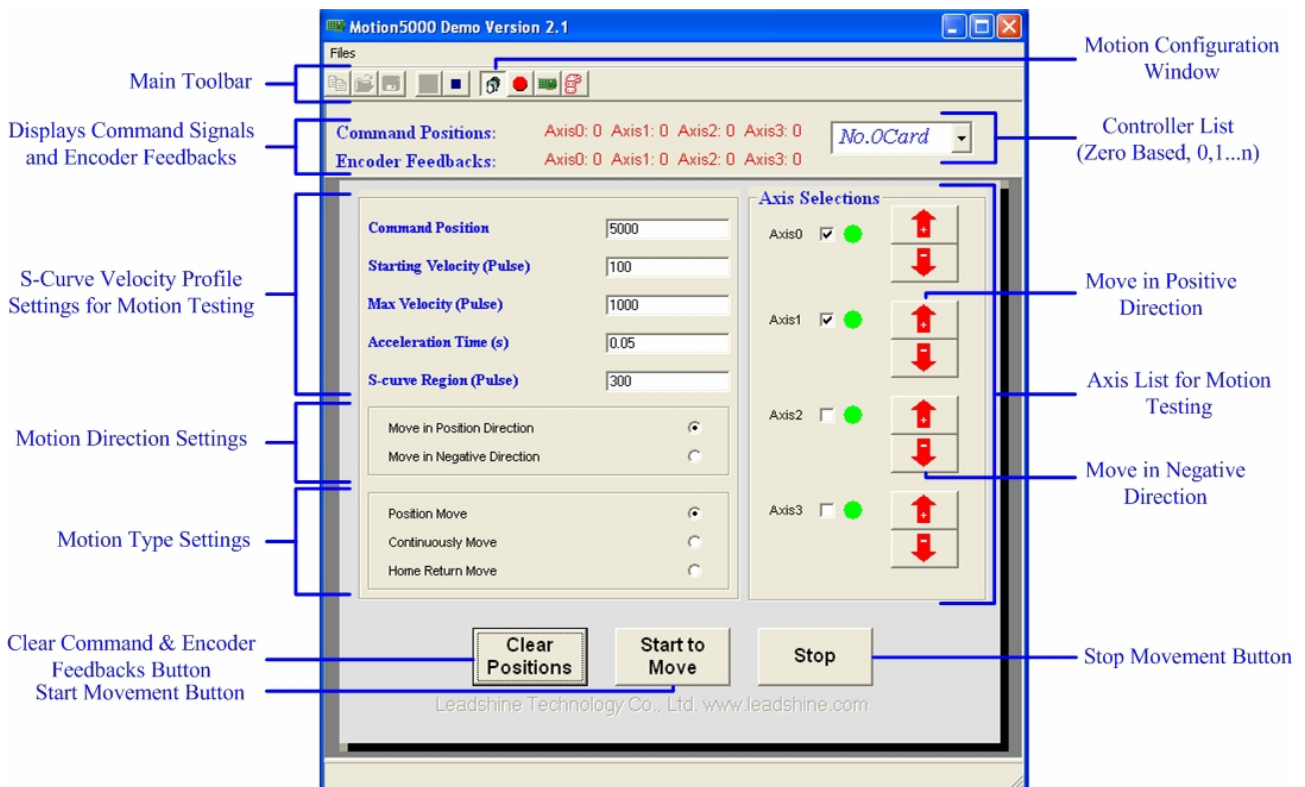 Motion5000 Demo Version 2.1
Files
Motion Configuration
Window
Main Toolbar
Displays Command Signals
and Encoder Feedbacks
Command Positions: Axis0: 0 Axis1: 0 Axis2: 0 Axis3: 0
Encoder Feedbacks: Axis0: 0 Axis1: 0 Axis2: 0 Axis3: 0
No.0Card
Controller List
(Zero Based, 0,1...n)
S-Curve Velocity Profile
Settings for Motion Testing
Command Position 5000
Starting Velocity (Pulse) 100
Max Velocity (Pulse) 1000
Acceleration Time (s) 0.05
S-curve Region (Pulse) 300
Axis Selections
Axis0
+
-
Axis1
+
-
Axis2
+
-
Axis3
+
-
Move in Positive
Direction
Axis List for Motion
Testing
Move in Negative
Direction
Motion Direction Settings
Move in Position Direction
Move in Negative Direction
Motion Type Settings
Position Move
Continuously Move
Home Return Move
Clear Command & Encoder
Feedbacks Button
Start Movement Button
Clear
Positions
Start to
Move
Stop
Stop Movement Button
Leadshine Technology Co., Ltd. www.leadshine.com